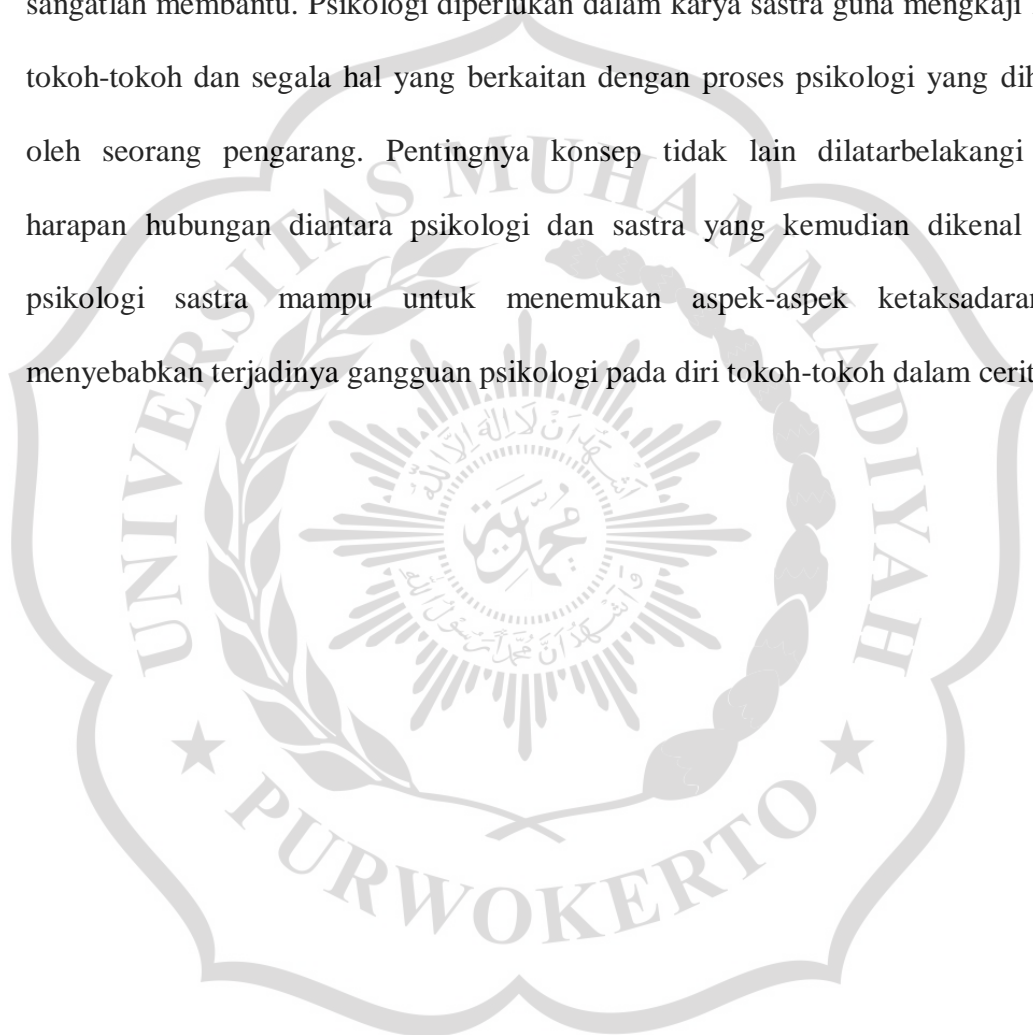 sangatlah membantu. Psikologi diperlukan dalam karya sastra guna mengkaji
tokoh-tokoh dan segala hal yang berkaitan dengan proses psikologi yang
oleh seorang pengarang. Pentingnya konsep tidak lain dilatarbelakangi
harapan hubungan diantara psikologi dan sastra yang kemudian dikenal
psikologi sastra mampu untuk menemukan aspek-aspek
menyebabkan terjadinya gangguan psikologi pada diri tokoh-tokoh dalam
UNIVERSITAS MUHAMMADIYAH
PURWOKERTO